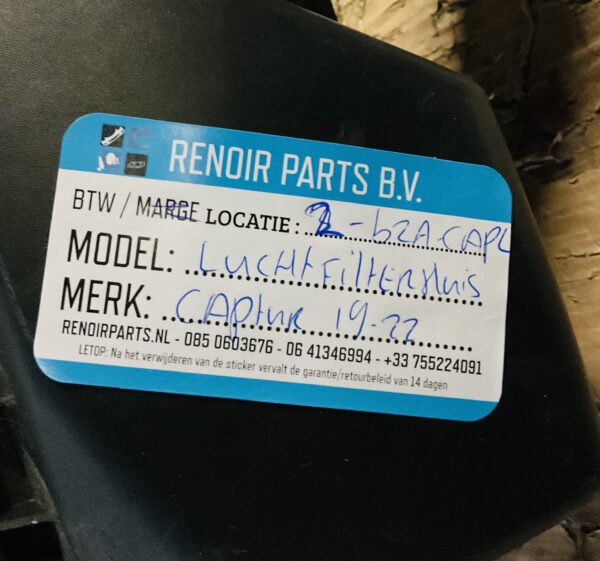 RENOIR PARTS B.V.
BTW / MARGE LOCATIE: 2-b2A-CAPL
MODEL: Luchtfilterhuis
MERK: CAPtuR 19-22
RENOIRPARTS.NL - 085 0603676 - 06 41346994 - +33 755224091
LETOP: Na het verwijderen van de sticker vervalt de garantie/retourbeleid van 14 dagen